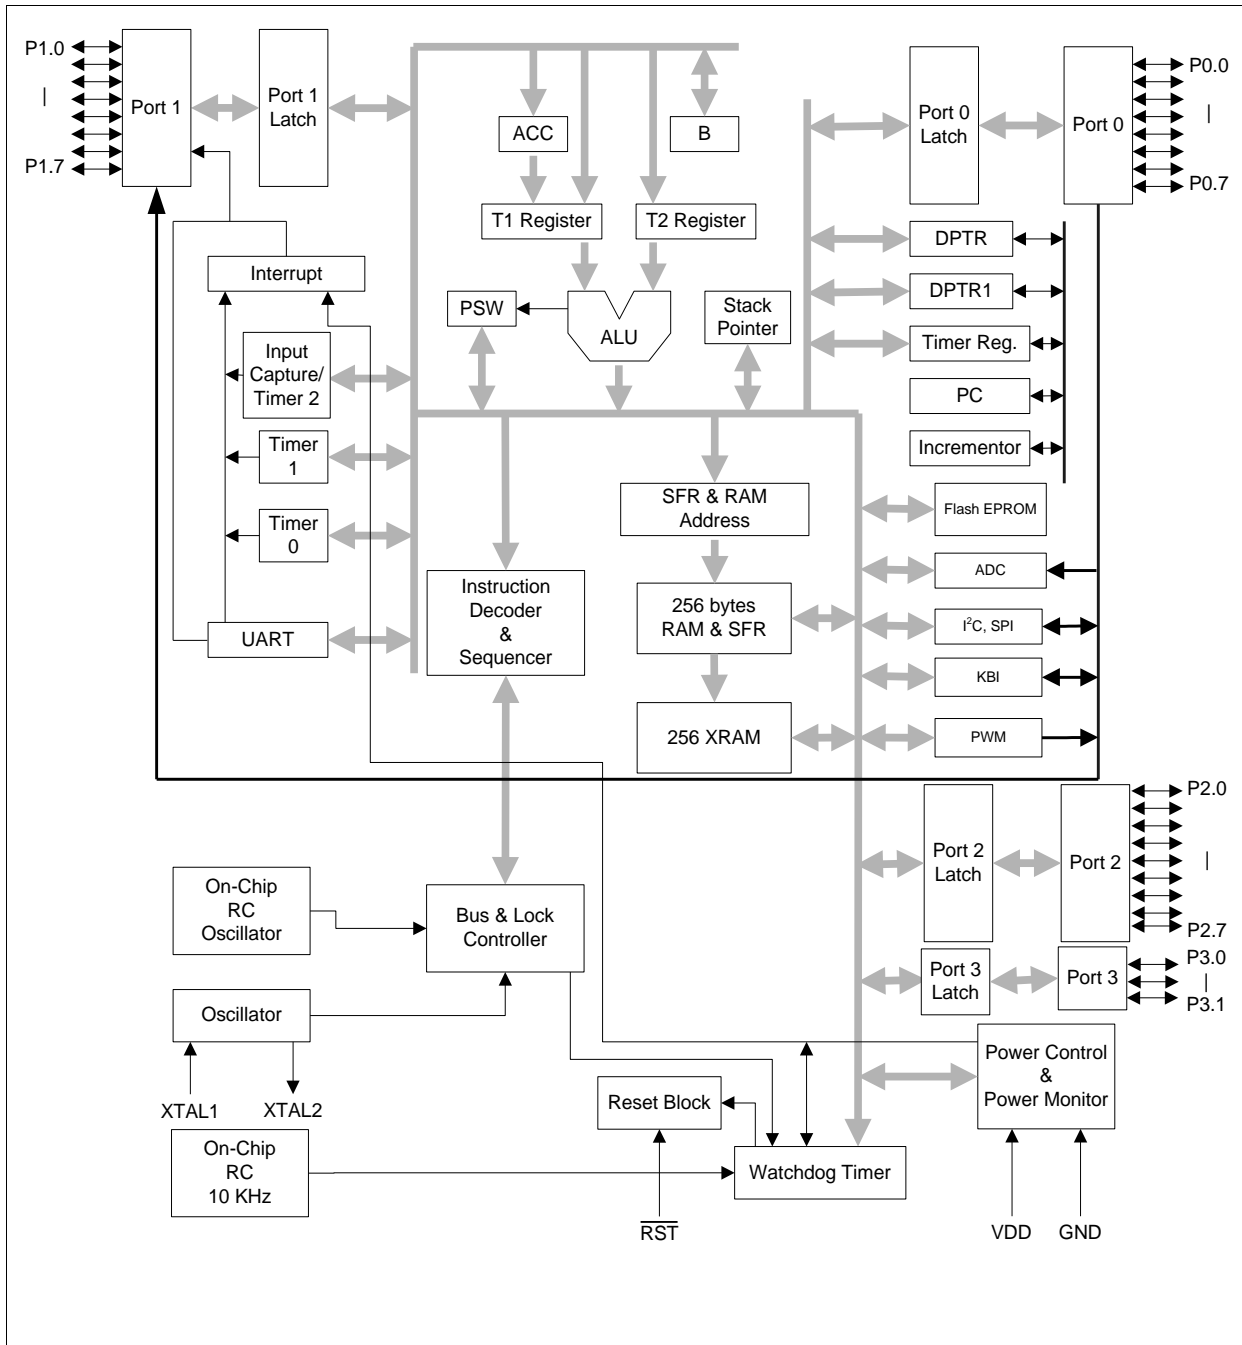 P1.0
|
P1.7
Port 1
Port 1
Latch
ACC
B
T1 Register
T2 Register
PSW
ALU
Stack
Pointer
Port 0
Latch
Port 0
P0.0
|
P0.7
DPTR
DPTR1
Timer Reg.
PC
Incrementor
Interrupt
Input
Capture/
Timer 2
Timer
1
Timer
0
UART
Instruction
Decoder
&
Sequencer
SFR & RAM
Address
256 bytes
RAM & SFR
256 XRAM
Flash EPROM
ADC
I²C, SPI
KBI
PWM
Port 2
Latch
Port 2
P2.0
|
P2.7
Port 3
Latch
Port 3
P3.0
|
P3.1
On-Chip
RC
Oscillator
Bus & Lock
Controller
Oscillator
XTAL1
XTAL2
On-Chip
RC
10 KHz
Reset Block
R̅S̅T̅
Watchdog Timer
Power Control
&
Power Monitor
VDD
GND